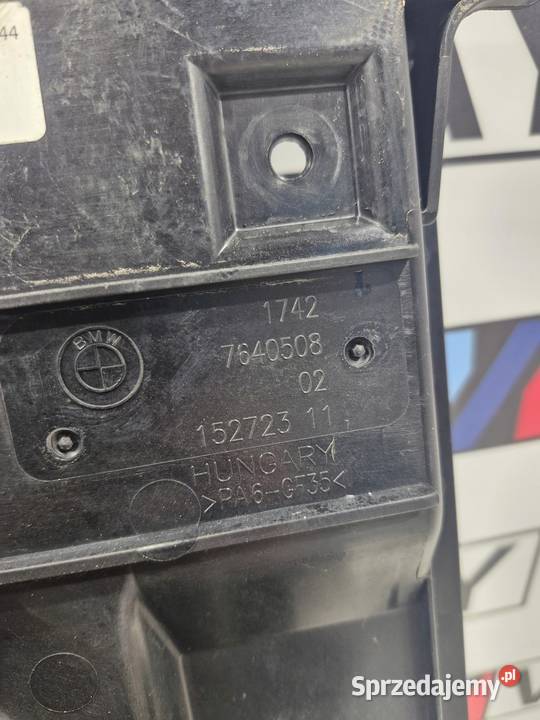 44
BMW
1742
7640508
02
152723 11
HUNGARY
>PA6-GF35<
Sprzedajemy.pl